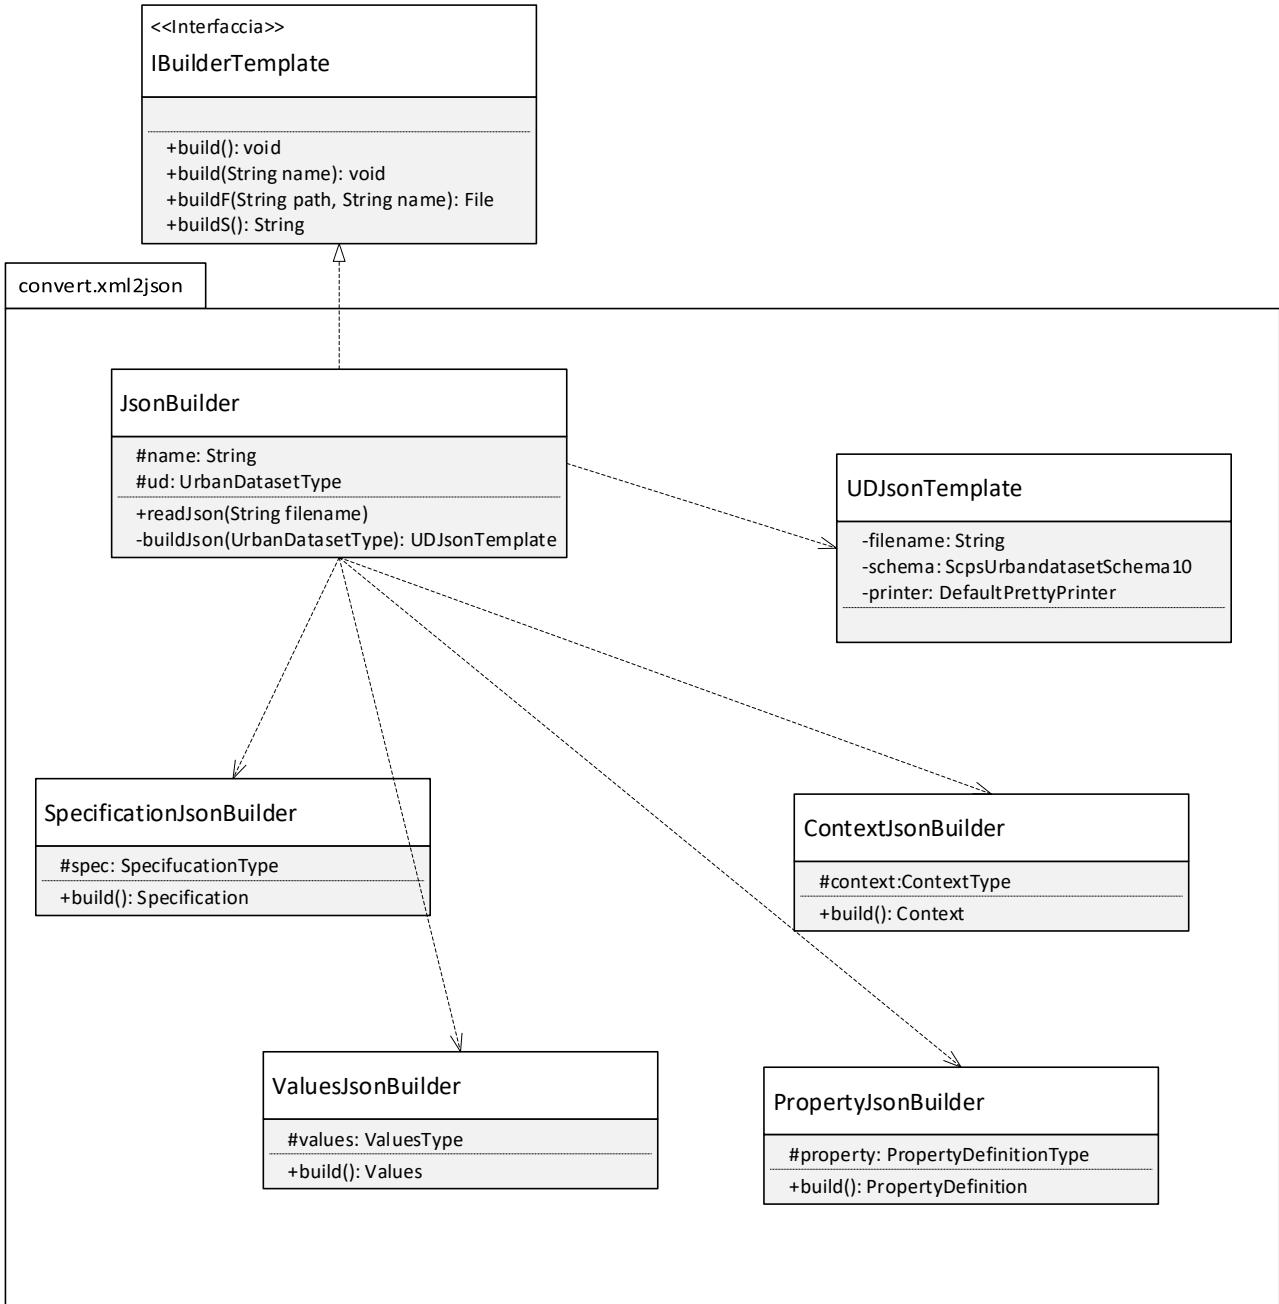 <<Interfaccia>>
IBuilderTemplate
+build(): void
+build(String name): void
+buildF(String path, String name): File
+buildS(): String
convert.xml2json
JsonBuilder
#name: String
#ud: UrbanDatasetType
+readJson(String filename)
-buildJson(UrbanDatasetType): UDJsonTemplate
UDJsonTemplate
-filename: String
-schema: ScpsUrbandatasetSchema10
-printer: DefaultPrettyPrinter
SpecificationJsonBuilder
#spec: SpecifucationType
+build(): Specification
ContextJsonBuilder
#context:ContextType
+build(): Context
ValuesJsonBuilder
#values: ValuesType
+build(): Values
PropertyJsonBuilder
#property: PropertyDefinitionType
+build(): PropertyDefinition